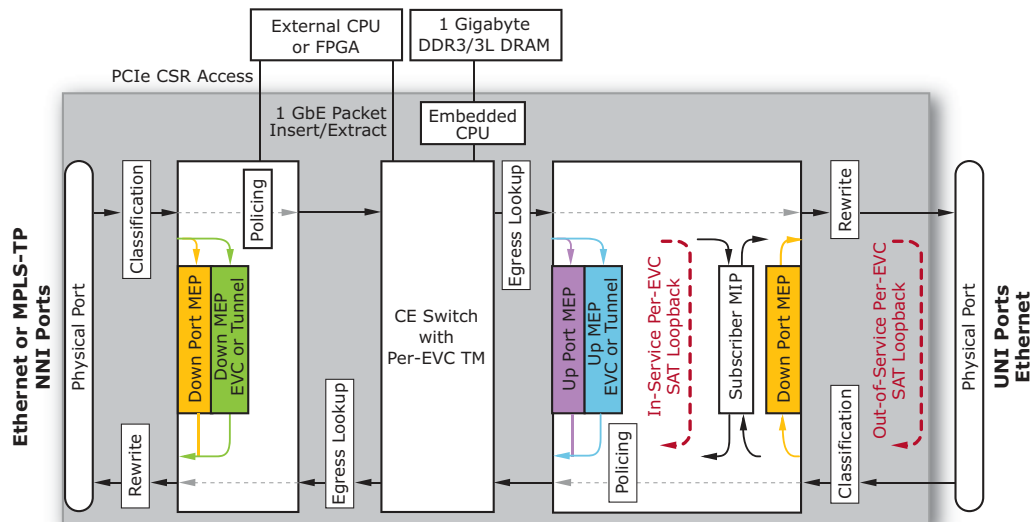 External CPU
or FPGA
1 Gigabyte
DDR3/3L DRAM
PCIe CSR Access
1 GbE Packet
Insert/Extract
Embedded
CPU
Ethernet or MPLS-TP
NNI Ports
Physical Port
Classification
Policing
Down Port MEP
Down MEP
EVC or Tunnel
Rewrite
Egress Lookup
CE Switch
with
Per-EVC TM
Egress Lookup
Up Port MEP
Up MEP
EVC or Tunnel
Policing
In-Service Per-EVC
SAT Loopback
Subscriber MIP
Down Port MEP
Rewrite
Classification
Out-of-Service Per-EVC
SAT Loopback
Physical Port
UNI Ports
Ethernet